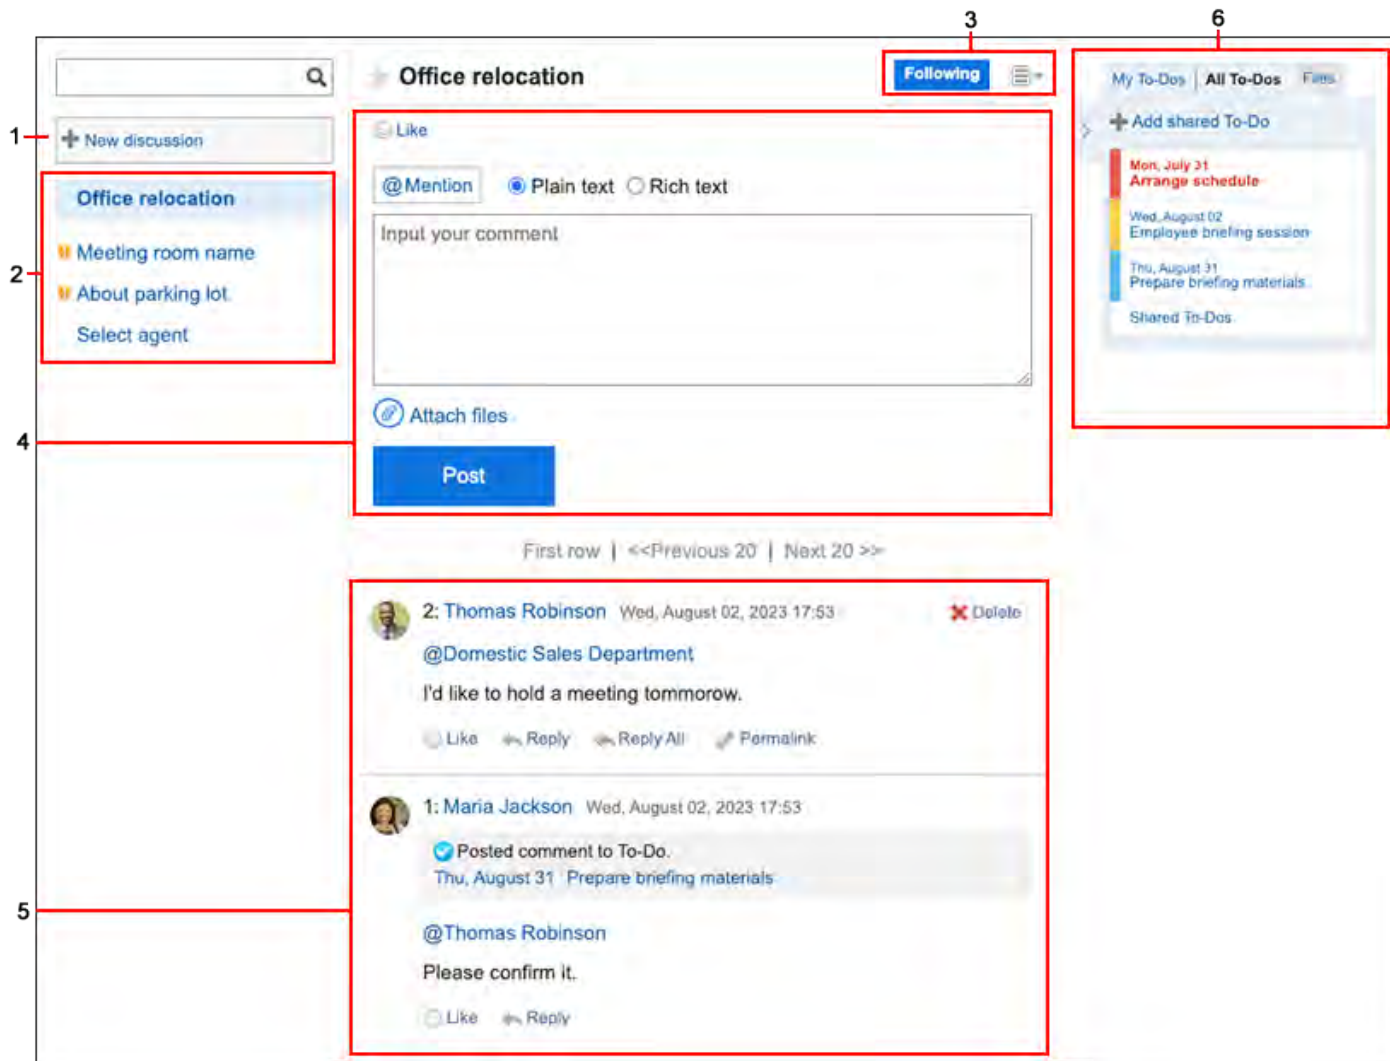 3
6
Office relocation
Following
My To-Dos | All To-Dos Files
1
+ New discussion
Like
+ Add shared To-Do
@Mention Plain text Rich text
Mon, July 31
Arrange schedule
2
Office relocation
Meeting room name
About parking lot
Select agent
Input your comment
Wed, August 02
Employee briefing session
Thu, August 31
Prepare briefing materials
Shared To-Dos
Attach files
4
Post
First row | <<Previous 20 | Next 20 >>
2: Thomas Robinson Wed, August 02, 2023 17:53 Delete
@Domestic Sales Department
I'd like to hold a meeting tommorow.
Like Reply Reply All Permalink
1: Maria Jackson Wed, August 02, 2023 17:53
Posted comment to To-Do.
Thu, August 31 Prepare briefing materials
5
@Thomas Robinson
Please confirm it.
Like Reply